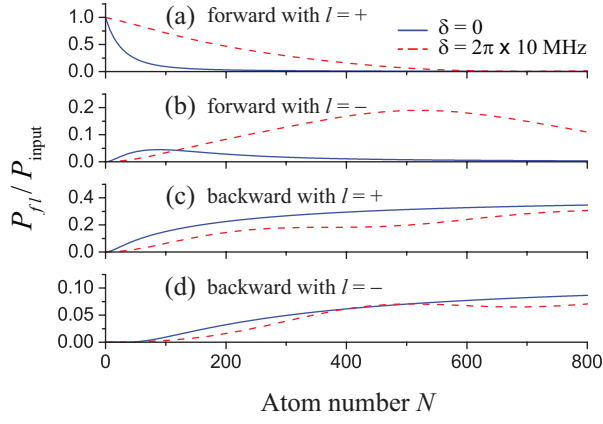 (a) forward with l = +
δ = 0
δ = 2π x 10 MHz
1.0
0.5
0.0
(b) forward with l = −
0.2
0.1
0.0
(c) backward with l = +
0.4
0.2
0.0
(d) backward with l = −
0.10
0.05
0.00
0 200 400 600 800
Atom number N
P_fl / P_input